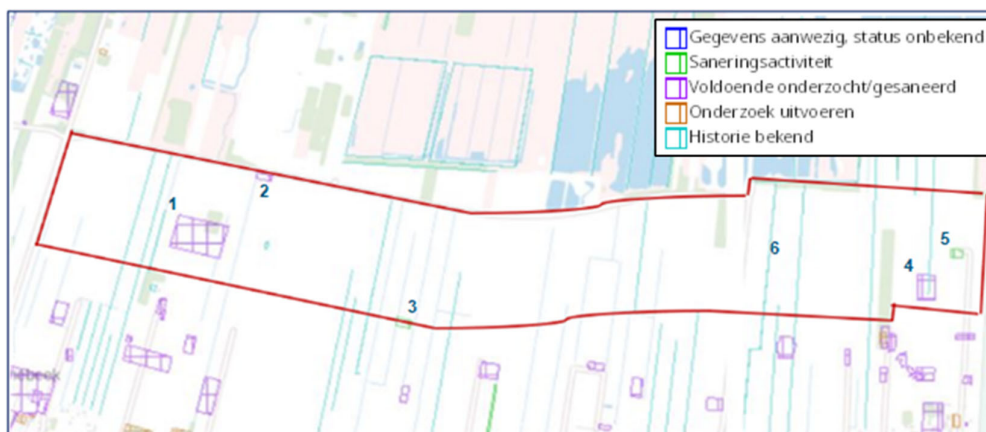 Gegevens aanwezig, status onbekend
Saneringsactiviteit
Voldoende onderzocht/gesaneerd
Onderzoek uitvoeren
Historie bekend
1
2
3
4
5
6